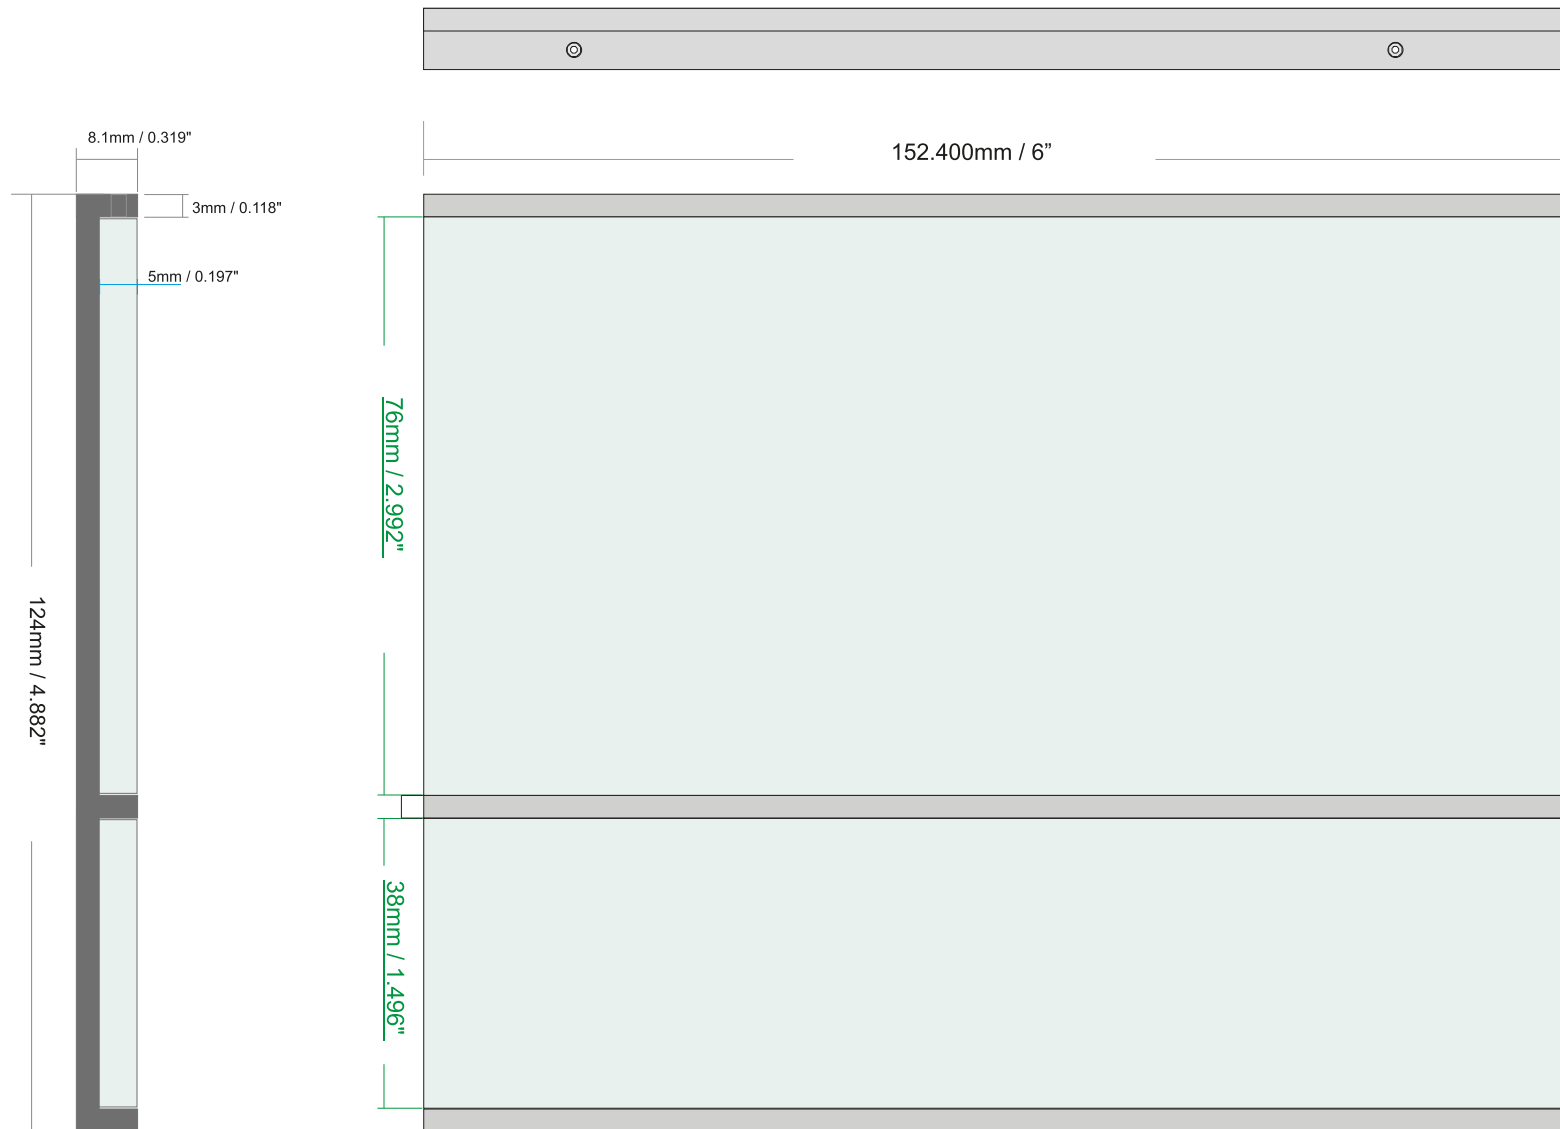 8.1mm / 0.319"
152.400mm / 6”
3mm / 0.118"
5mm / 0.197"
76mm / 2.992"
124mm / 4.882"
38mm / 1.496"